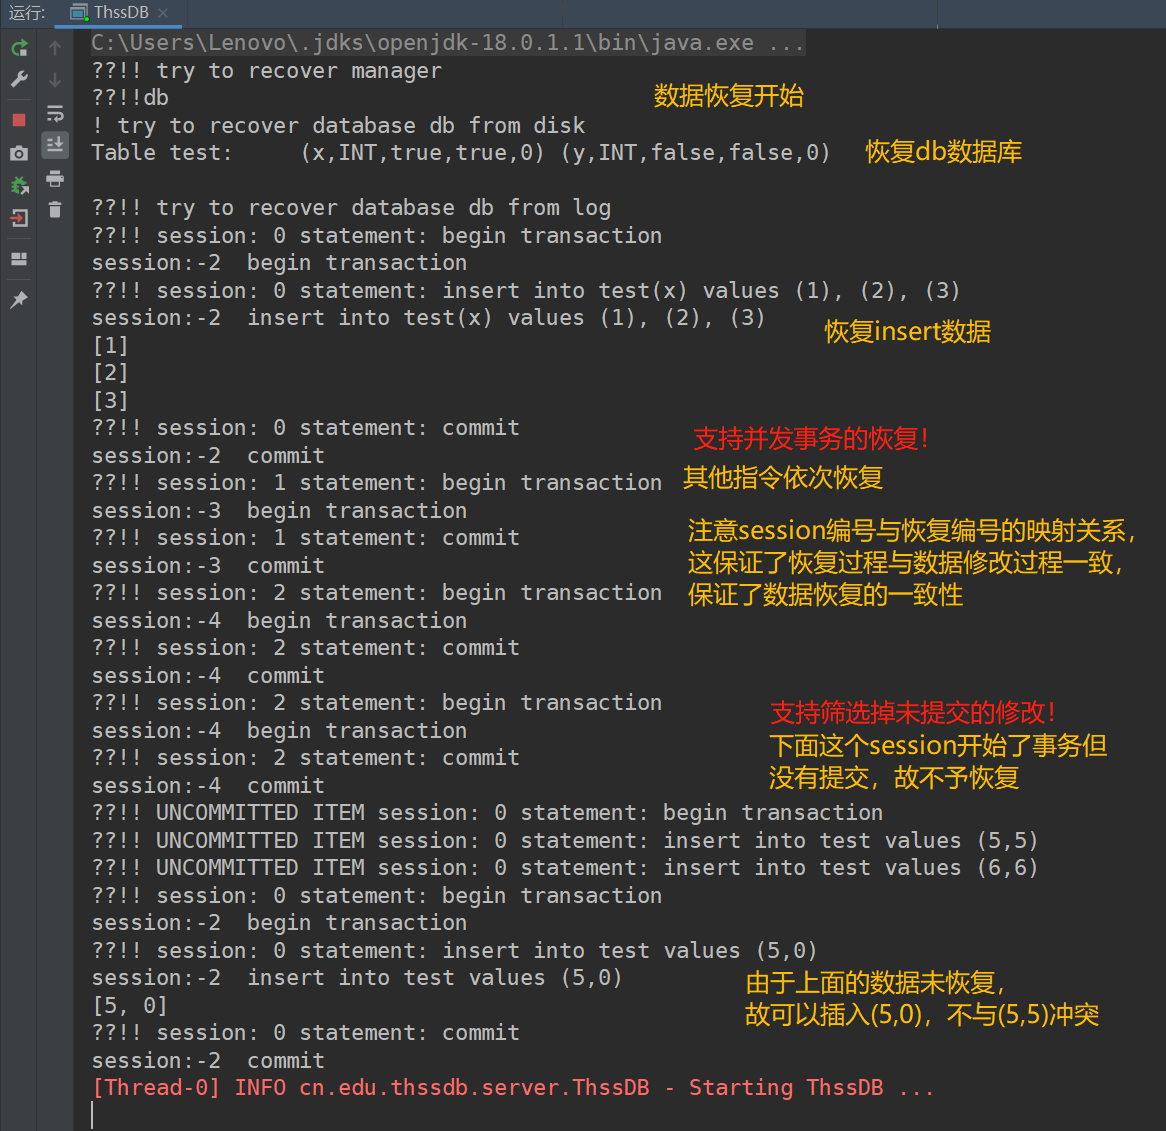 运行: ThssDB
C:\Users\Lenovo\.jdks\openjdk-18.0.1.1\bin\java.exe ...
??!! try to recover manager
??!!db
数据恢复开始
! try to recover database db from disk
Table test:     (x,INT,true,true,0) (y,INT,false,false,0)
恢复db数据库
??!! try to recover database db from log
??!! session: 0 statement: begin transaction
session:-2  begin transaction
??!! session: 0 statement: insert into test(x) values (1), (2), (3)
session:-2  insert into test(x) values (1), (2), (3)
恢复insert数据
[1]
[2]
[3]
??!! session: 0 statement: commit
支持并发事务的恢复!
session:-2  commit
??!! session: 1 statement: begin transaction
其他指令依次恢复
session:-3  begin transaction
??!! session: 1 statement: commit
注意session编号与恢复编号的映射关系，
session:-3  commit
这保证了恢复过程与数据修改过程一致，
??!! session: 2 statement: begin transaction
保证了数据恢复的一致性
session:-4  begin transaction
??!! session: 2 statement: commit
session:-4  commit
??!! session: 2 statement: begin transaction
支持筛选掉未提交的修改!
session:-4  begin transaction
下面这个session开始了事务但
??!! session: 2 statement: commit
没有提交，故不予恢复
session:-4  commit
??!! UNCOMMITTED ITEM session: 0 statement: begin transaction
??!! UNCOMMITTED ITEM session: 0 statement: insert into test values (5,5)
??!! UNCOMMITTED ITEM session: 0 statement: insert into test values (6,6)
??!! session: 0 statement: begin transaction
session:-2  begin transaction
??!! session: 0 statement: insert into test values (5,0)
session:-2  insert into test values (5,0)
由于上面的数据未恢复，
[5, 0]
故可以插入(5,0)，不与(5,5)冲突
??!! session: 0 statement: commit
session:-2  commit
[Thread-0] INFO cn.edu.thssdb.server.ThssDB - Starting ThssDB ...